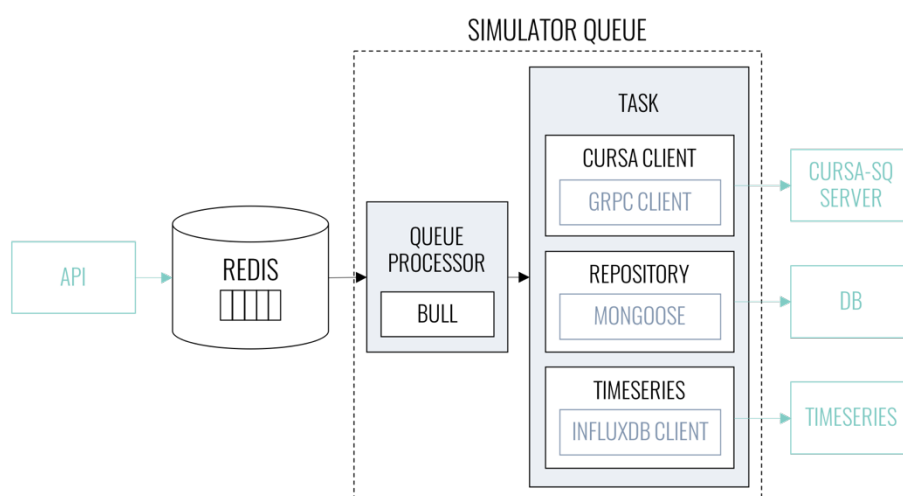 SIMULATOR QUEUE
API
REDIS
QUEUE
PROCESSOR
BULL
TASK
CURSA CLIENT
GRPC CLIENT
REPOSITORY
MONGOOSE
TIMESERIES
INFLUXDB CLIENT
CURSA-SQ
SERVER
DB
TIMESERIES